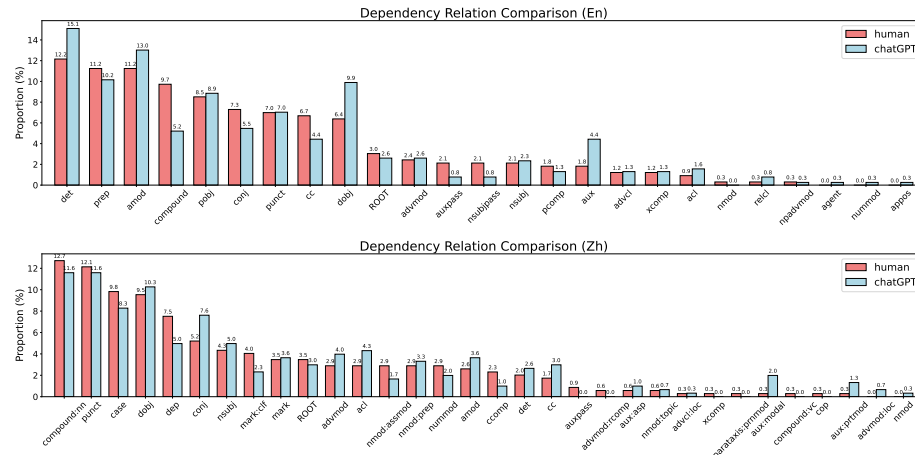 Dependency Relation Comparison (En)
human
chatGPT
Proportion (%)
14
12
10
8
6
4
2
0
12.2 15.1 11.2 10.2 11.2 13.0 9.7 5.2 8.5 8.9 7.3 5.5 7.0 7.0 6.7 4.4 6.4 9.9 3.0 2.6 2.4 2.6 2.1 0.8 2.1 0.8 2.1 2.3 1.8 1.3 1.8 4.4 1.2 1.3 1.2 1.3 0.9 1.6 0.3 0.0 0.3 0.8 0.3 0.3 0.0 0.3 0.0 0.3 0.0 0.3
det prep amod compound pobj conj punct cc dobj ROOT advmod auxpass nsubjpass nsubj pcomp aux advcl xcomp acl nmod relcl npadvmod agent nummod appos
Dependency Relation Comparison (Zh)
human
chatGPT
Proportion (%)
12
10
8
6
4
2
0
12.7 11.6 12.1 11.6 9.8 8.3 9.5 10.3 7.5 5.0 5.2 7.6 4.3 5.0 4.0 2.3 3.5 3.6 3.5 3.0 2.9 4.0 2.9 4.3 2.9 1.7 2.9 3.3 2.9 2.0 2.6 3.6 2.3 1.0 2.0 2.6 1.7 3.0 0.9 0.0 0.6 0.0 0.6 1.0 0.6 0.7 0.3 0.3 0.3 0.0 0.3 0.0 0.3 2.0 0.3 0.0 0.3 0.0 0.3 1.3 0.0 0.7 0.0 0.3
compound:nn punct case dobj dep conj nsubj mark:clf mark ROOT advmod acl nmod:assmod nmod:prep nummod amod ccomp det cc auxpass advmod:rcomp aux:asp nmod:topic advcl:loc xcomp parataxis:prnmod aux:modal compound:vc cop aux:prtmod advmod:loc nmod